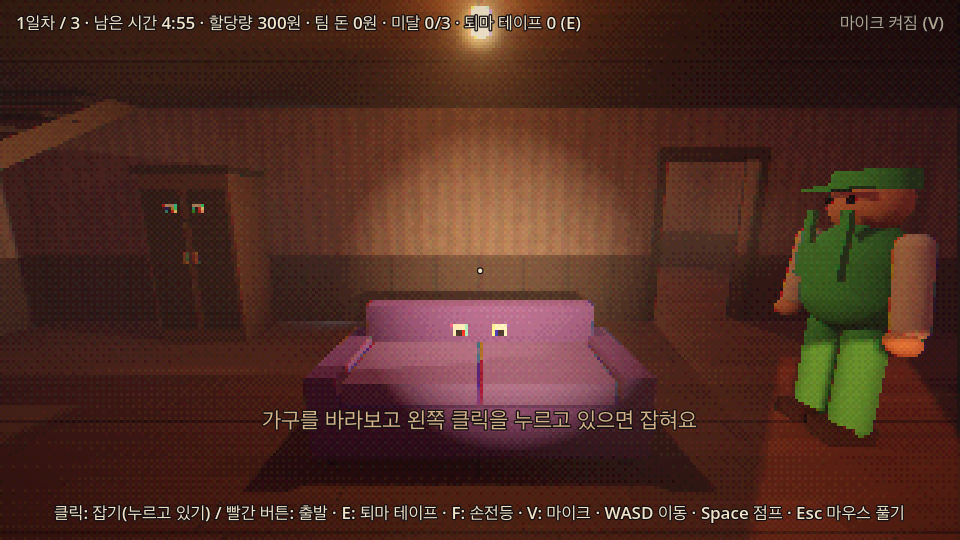 1일차 / 3 · 남은 시간 4:55 · 할당량 300원 · 팀 돈 0원 · 미달 0/3 · 퇴마 테이프 0 (E)
마이크 켜짐 (V)
가구를 바라보고 왼쪽 클릭을 누르고 있으면 잡혀요
클릭: 잡기(누르고 있기) / 빨간 버튼: 출발 · E: 퇴마 테이프 · F: 손전등 · V: 마이크 · WASD 이동 · Space 점프 · Esc 마우스 풀기